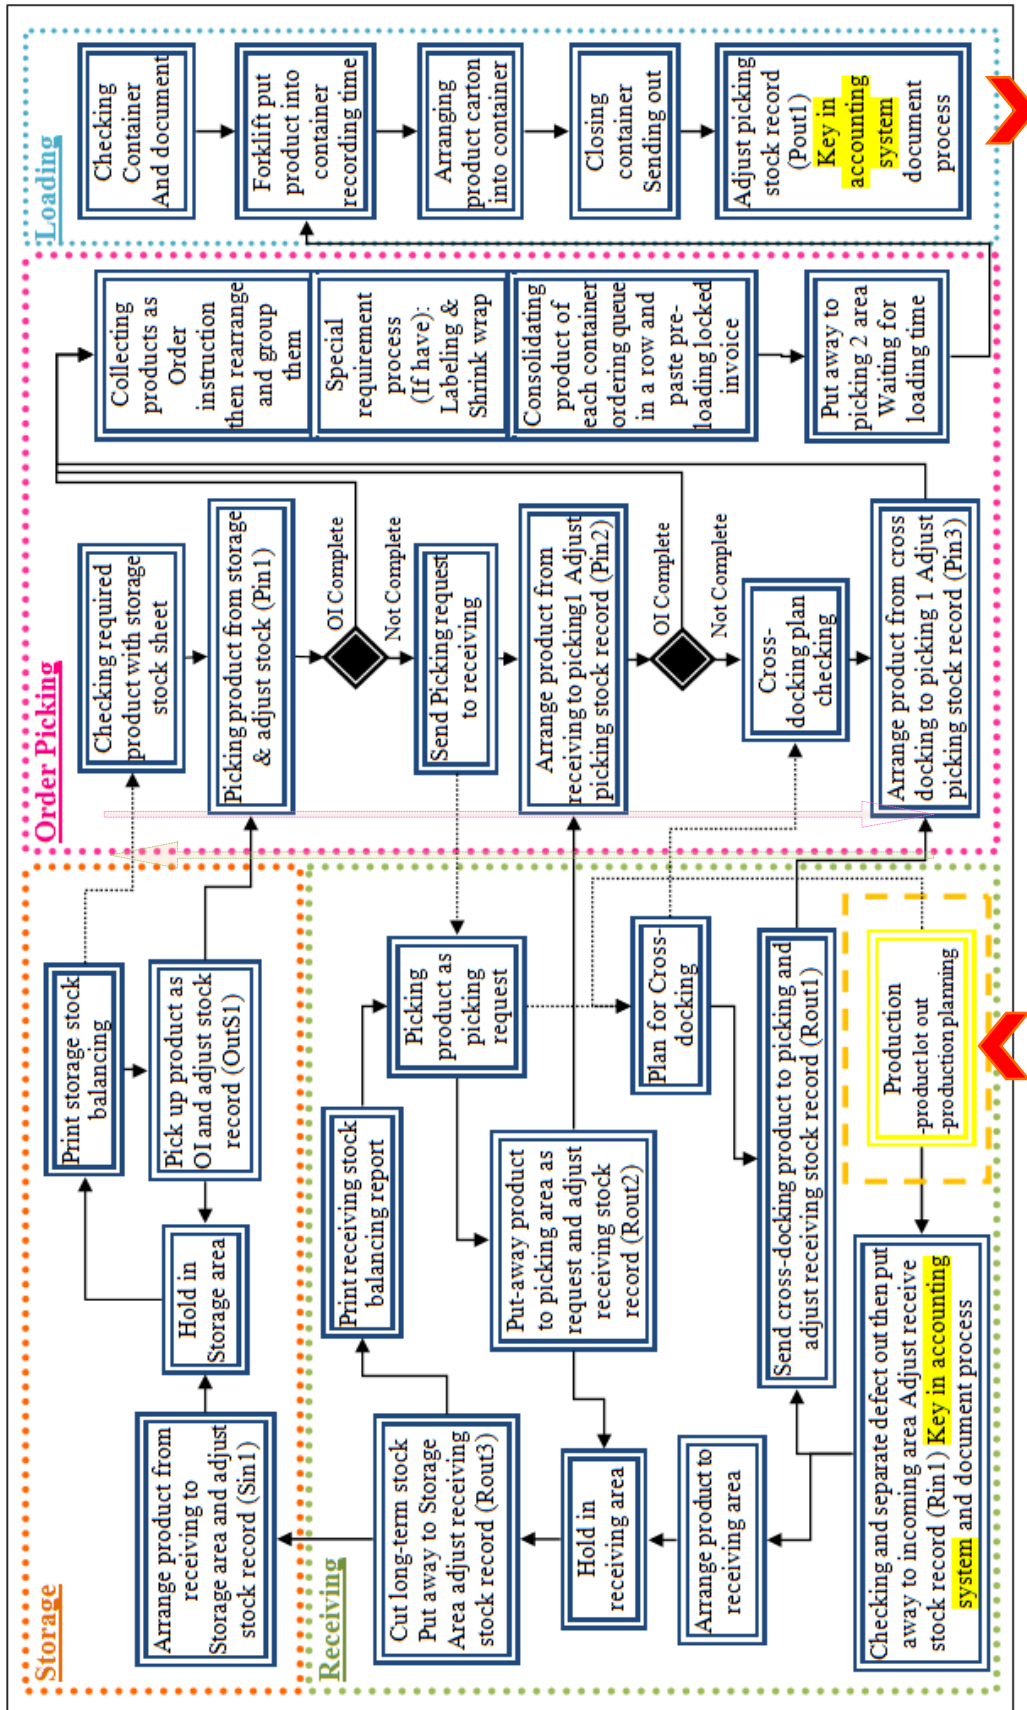 Storage
Arrange product from
receiving to
Storage area and adjust
stock record (Sin1)
Hold in
Storage area
Print storage stock
balancing
Pick up product as
OI and adjust stock
record (OutS1)
Receiving
Cut long-term stock
Put away to Storage
Area adjust receiving
stock record (Rout3)
Print receiving stock
balancing report
Picking
product as
picking
request
Put-away product
to picking area as
request and adjust
receiving stock
record (Rout2)
Hold in
receiving area
Arrange product to
receiving area
Plan for Cross-
docking
Send cross-docking product to picking and
adjust receiving stock record (Rout1)
Checking and separate defect out then put
away to incoming area Adjust receive
stock record (Rin1) Key in accounting
system and document process
Production
-product lot out
-production planning
Order Picking
Checking required
product with storage
stock sheet
Picking product from storage
& adjust stock (Pin1)
OI Complete
Not Complete
Send Picking request
to receiving
Arrange product from
receiving to picking1 Adjust
picking stock record (Pin2)
OI Complete
Not Complete
Cross-
docking plan
checking
Arrange product from cross
docking to picking 1 Adjust
picking stock record (Pin3)
Collecting
products as
Order
instruction
then rearrange
and group
them
Special
requirement
process
(If have):
Labeling &
Shrink wrap
Consolidating
product of
each container
ordering queue
in a row and
paste pre-
loading locked
invoice
Put away to
picking 2 area
Waiting for
loading time
Loading
Checking
Container
And document
Forklift put
product into
container
recording time
Arranging
product carton
into container
Closing
container
Sending out
Adjust picking
stock record
(Pout1)
Key in
accounting
system
document
process